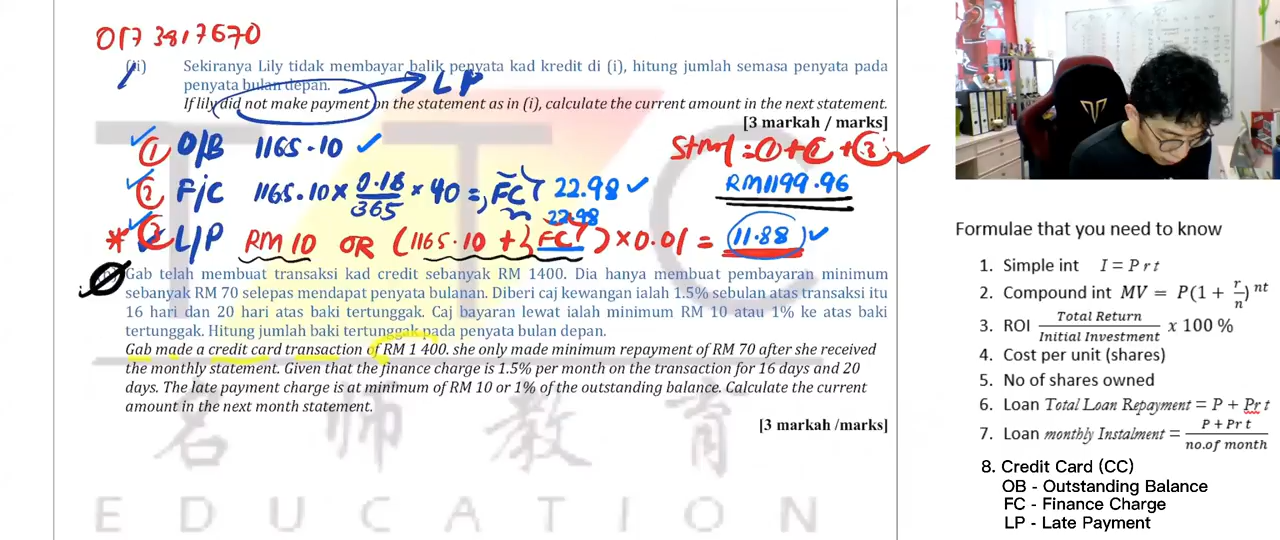 017 3817670
(ii) Sekiranya Lily tidak membayar balik penyata kad kredit di (i), hitung jumlah semasa penyata pada
penyata bulan depan. LP
If lily did not make payment on the statement as in (i), calculate the current amount in the next statement.
[3 markah / marks]
① O/B 1165.10
Stmt = ① + ② + ③
② F/C 1165.10 × 0.18/365 × 40 =, FC 22.98
RM1199.96
22.98
* ③ L/P RM 10 OR (1165.10 + FC) × 0.01 = 11.88
Gab telah membuat transaksi kad credit sebanyak RM 1400. Dia hanya membuat pembayaran minimum
sebanyak RM 70 selepas mendapat penyata bulanan. Diberi caj kewangan ialah 1.5% sebulan atas transaksi itu
16 hari dan 20 hari atas baki tertunggak. Caj bayaran lewat ialah minimum RM 10 atau 1% ke atas baki
tertunggak. Hitung jumlah baki tertunggak pada penyata bulan depan.
Gab made a credit card transaction of RM 1 400. she only made minimum repayment of RM 70 after she received
the monthly statement. Given that the finance charge is 1.5% per month on the transaction for 16 days and 20
days. The late payment charge is at minimum of RM 10 or 1% of the outstanding balance. Calculate the current
amount in the next month statement.
[3 markah /marks]
TTC
名师教育
EDUCATION
Formulae that you need to know
1. Simple int I = P r t
2. Compound int MV = P(1 + r/n)^nt
3. ROI Total Return / Initial Investment x 100 %
4. Cost per unit (shares)
5. No of shares owned
6. Loan Total Loan Repayment = P + Prt
7. Loan monthly Instalment = P + Prt / no.of month
8. Credit Card (CC)
OB - Outstanding Balance
FC - Finance Charge
LP - Late Payment